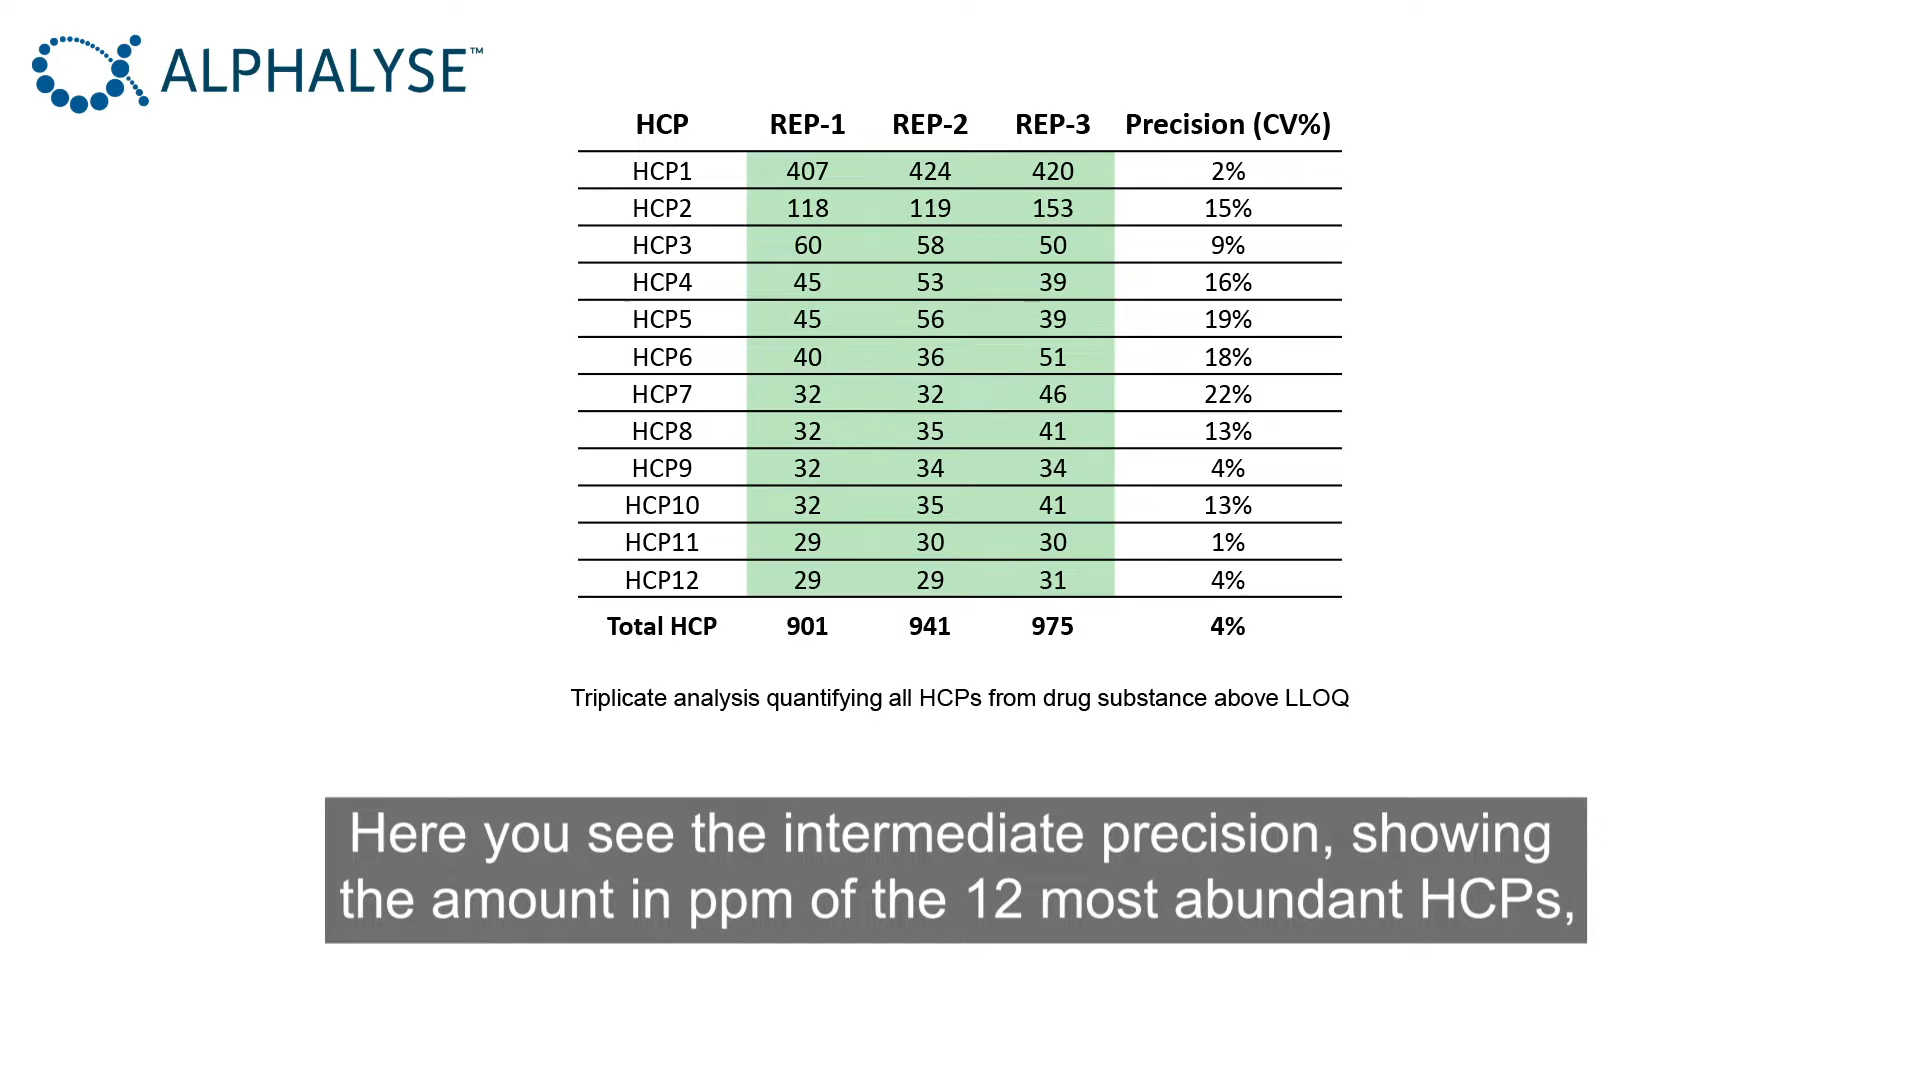 ALPHALYSE™
HCP REP-1 REP-2 REP-3 Precision (CV%)
HCP1 407 424 420 2%
HCP2 118 119 153 15%
HCP3 60 58 50 9%
HCP4 45 53 39 16%
HCP5 45 56 39 19%
HCP6 40 36 51 18%
HCP7 32 32 46 22%
HCP8 32 35 41 13%
HCP9 32 34 34 4%
HCP10 32 35 41 13%
HCP11 29 30 30 1%
HCP12 29 29 31 4%
Total HCP 901 941 975 4%
Triplicate analysis quantifying all HCPs from drug substance above LLOQ
Here you see the intermediate precision, showing
the amount in ppm of the 12 most abundant HCPs,